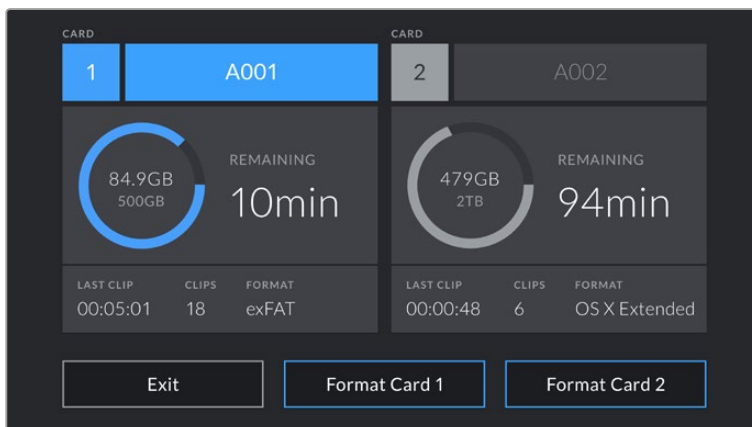 CARD
1 A001
84.9GB
500GB
REMAINING
10min
LAST CLIP CLIPS FORMAT
00:05:01 18 exFAT
CARD
2 A002
479GB
2TB
REMAINING
94min
LAST CLIP CLIPS FORMAT
00:00:48 6 OS X Extended
Exit Format Card 1 Format Card 2